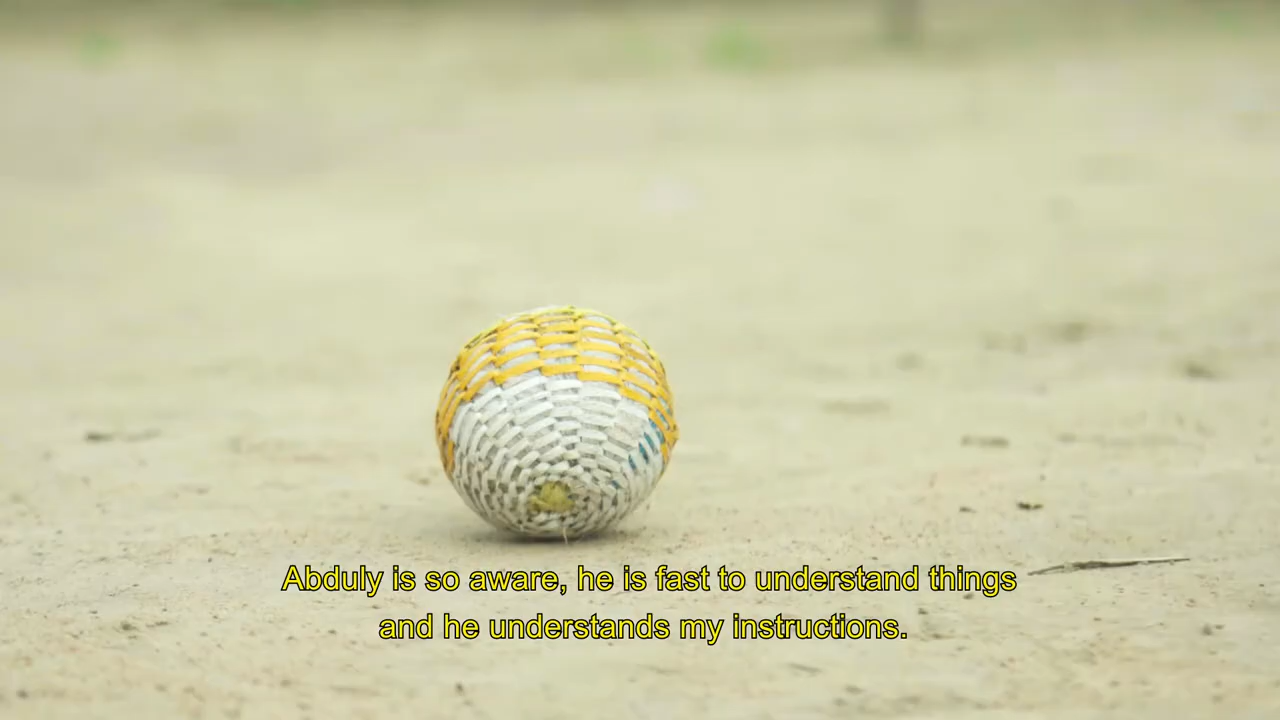 Abduly is so aware, he is fast to understand things
and he understands my instructions.